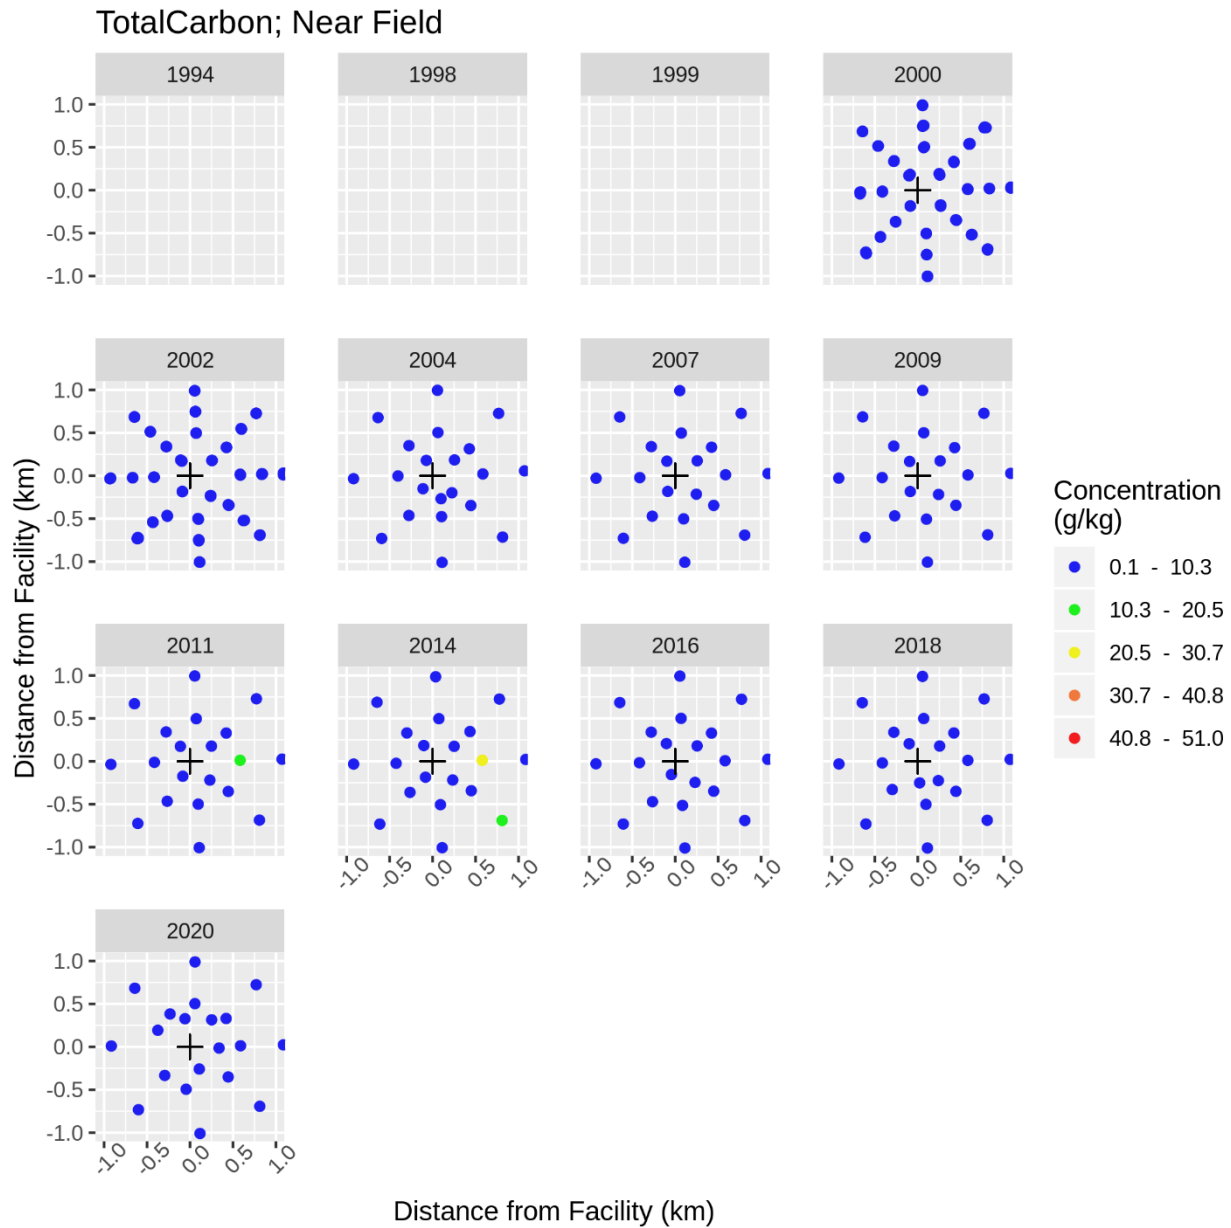 TotalCarbon; Near Field
1994 1998 1999 2000
1.0
0.5
0.0
-0.5
-1.0
2002 2004 2007 2009
1.0
0.5
0.0
-0.5
-1.0
2011 2014 2016 2018
1.0
0.5
0.0
-0.5
-1.0
-1.0 -0.5 0.0 0.5 1.0 -1.0 -0.5 0.0 0.5 1.0 -1.0 -0.5 0.0 0.5 1.0
2020
1.0
0.5
0.0
-0.5
-1.0
-1.0 -0.5 0.0 0.5 1.0
Distance from Facility (km)
Distance from Facility (km)
Concentration
(g/kg)
0.1 - 10.3
10.3 - 20.5
20.5 - 30.7
30.7 - 40.8
40.8 - 51.0